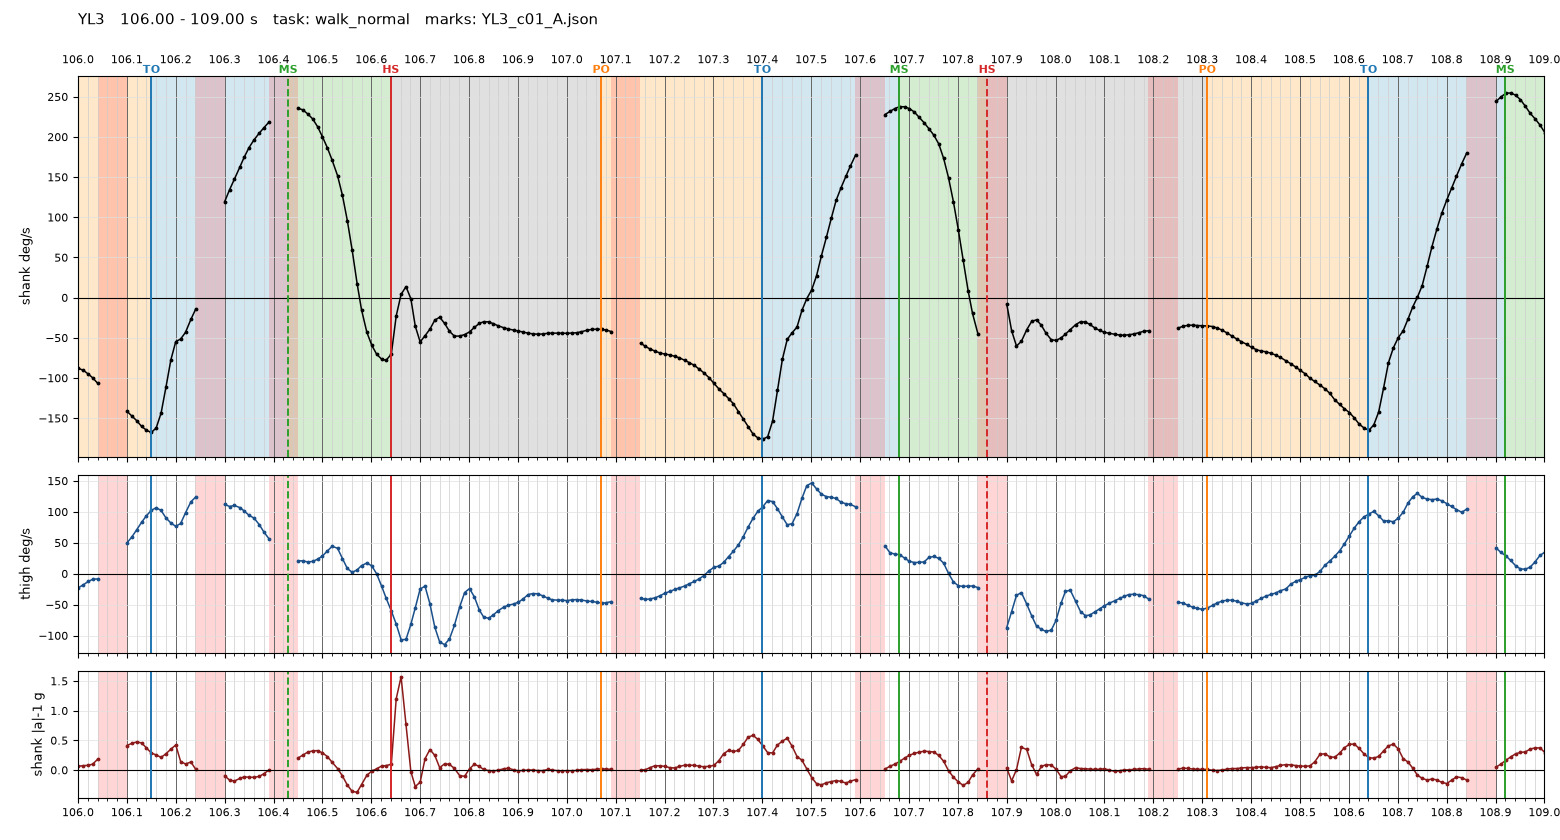 YL3 106.00 - 109.00 s task: walk_normal marks: YL3_c01_A.json
106.0 106.1 106.2 106.3 106.4 106.5 106.6 106.7 106.8 106.9 107.0 107.1 107.2 107.3 107.4 107.5 107.6 107.7 107.8 107.9 108.0 108.1 108.2 108.3 108.4 108.5 108.6 108.7 108.8 108.9 109.0
TO MS HS PO TO MS HS PO TO MS
shank deg/s
250
200
150
100
50
0
−50
−100
−150
thigh deg/s
150
100
50
0
−50
−100
shank |a|-1 g
1.5
1.0
0.5
0.0
106.0 106.1 106.2 106.3 106.4 106.5 106.6 106.7 106.8 106.9 107.0 107.1 107.2 107.3 107.4 107.5 107.6 107.7 107.8 107.9 108.0 108.1 108.2 108.3 108.4 108.5 108.6 108.7 108.8 108.9 109.0